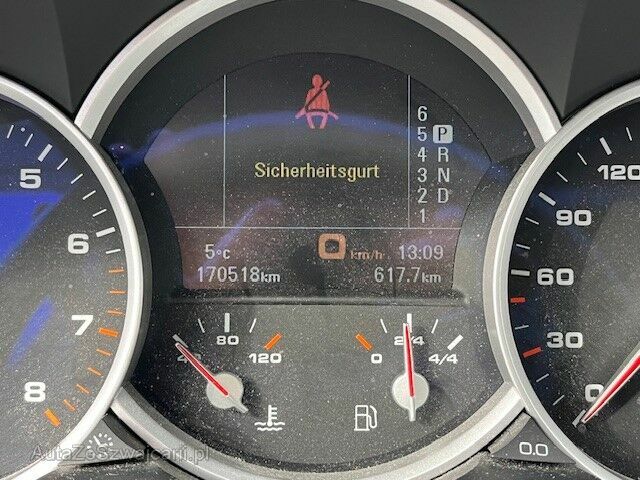 Sicherheitsgurt
6
5 P
4 R
3 N
2 D
1
5°C
0 km/h
13:09
170518km
617.7km
5
6
7
8
40 80 120
0 2/4 4/4
120
90
60
30
0
0.0
AutaZeSzwajcarii.pl